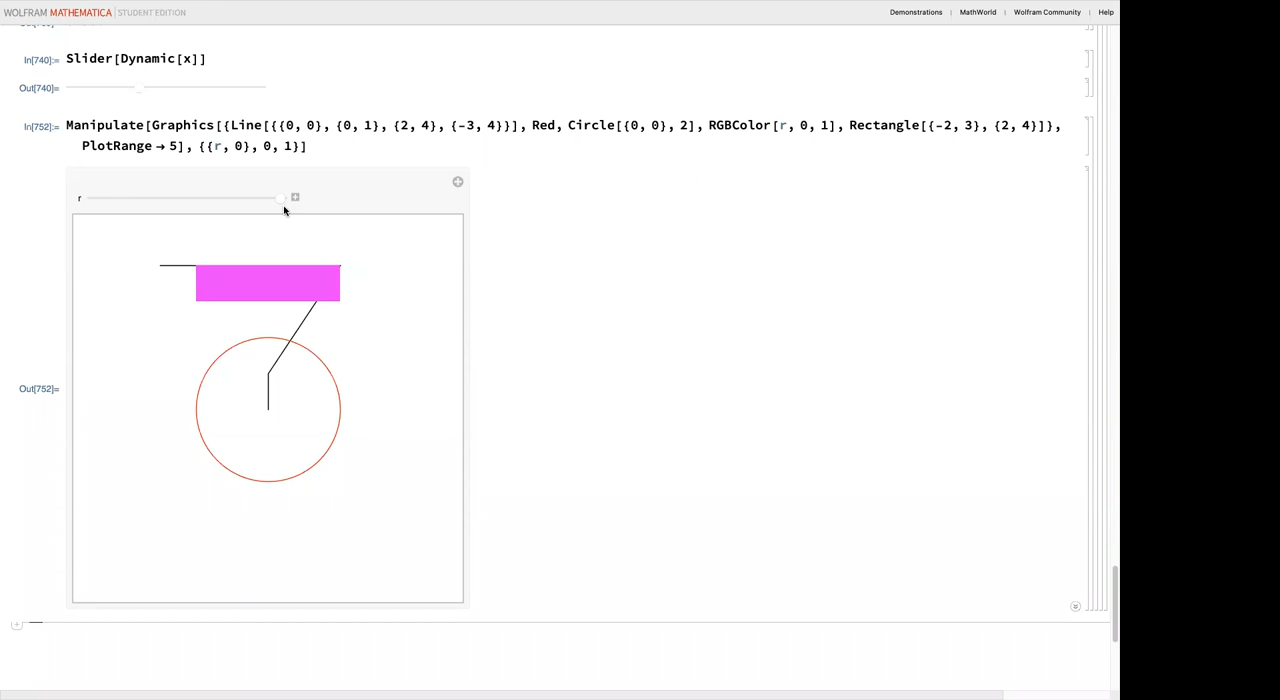 WOLFRAM MATHEMATICA | STUDENT EDITION
Demonstrations | MathWorld | Wolfram Community | Help
In[740]:= Slider[Dynamic[x]]
Out[740]=
In[752]:= Manipulate[Graphics[{Line[{{0, 0}, {0, 1}, {2, 4}, {-3, 4}}], Red, Circle[{0, 0}, 2], RGBColor[r, 0, 1], Rectangle[{-2, 3}, {2, 4}]},
PlotRange → 5], {{r, 0}, 0, 1}]
r
Out[752]=